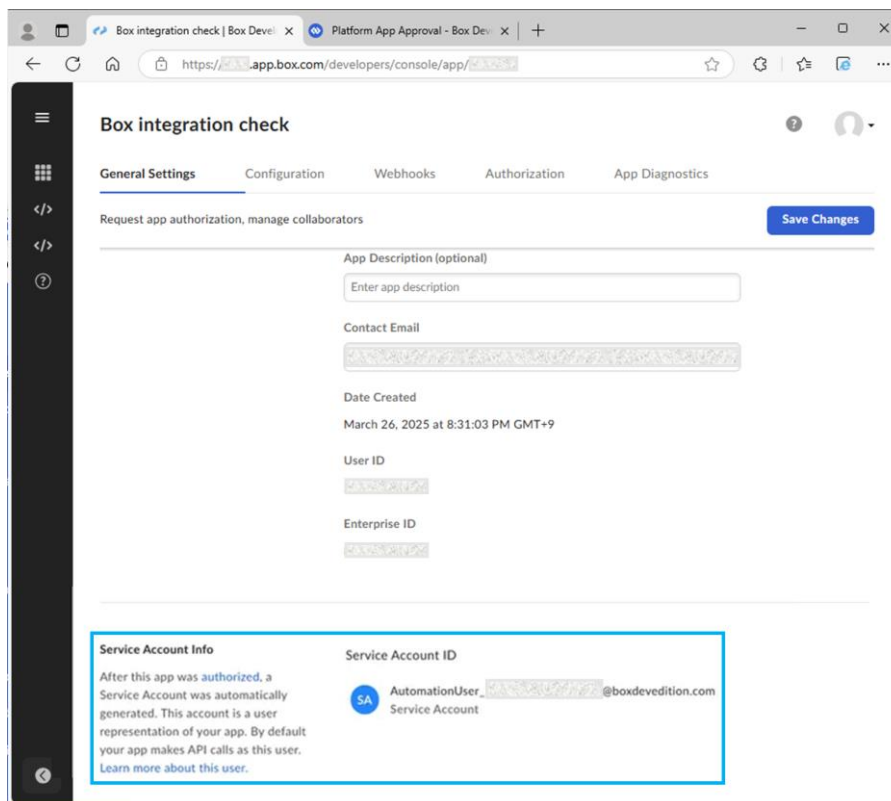 Box integration check | Box Devel
Platform App Approval - Box Dev
https:// .app.box.com/developers/console/app/
Box integration check
General Settings
Configuration
Webhooks
Authorization
App Diagnostics
Request app authorization, manage collaborators
Save Changes
App Description (optional)
Enter app description
Contact Email
Date Created
March 26, 2025 at 8:31:03 PM GMT+9
User ID
Enterprise ID
Service Account Info
After this app was authorized, a
Service Account was automatically
generated. This account is a user
representation of your app. By default
your app makes API calls as this user.
Learn more about this user.
Service Account ID
SA
AutomationUser_ @boxdevedition.com
Service Account